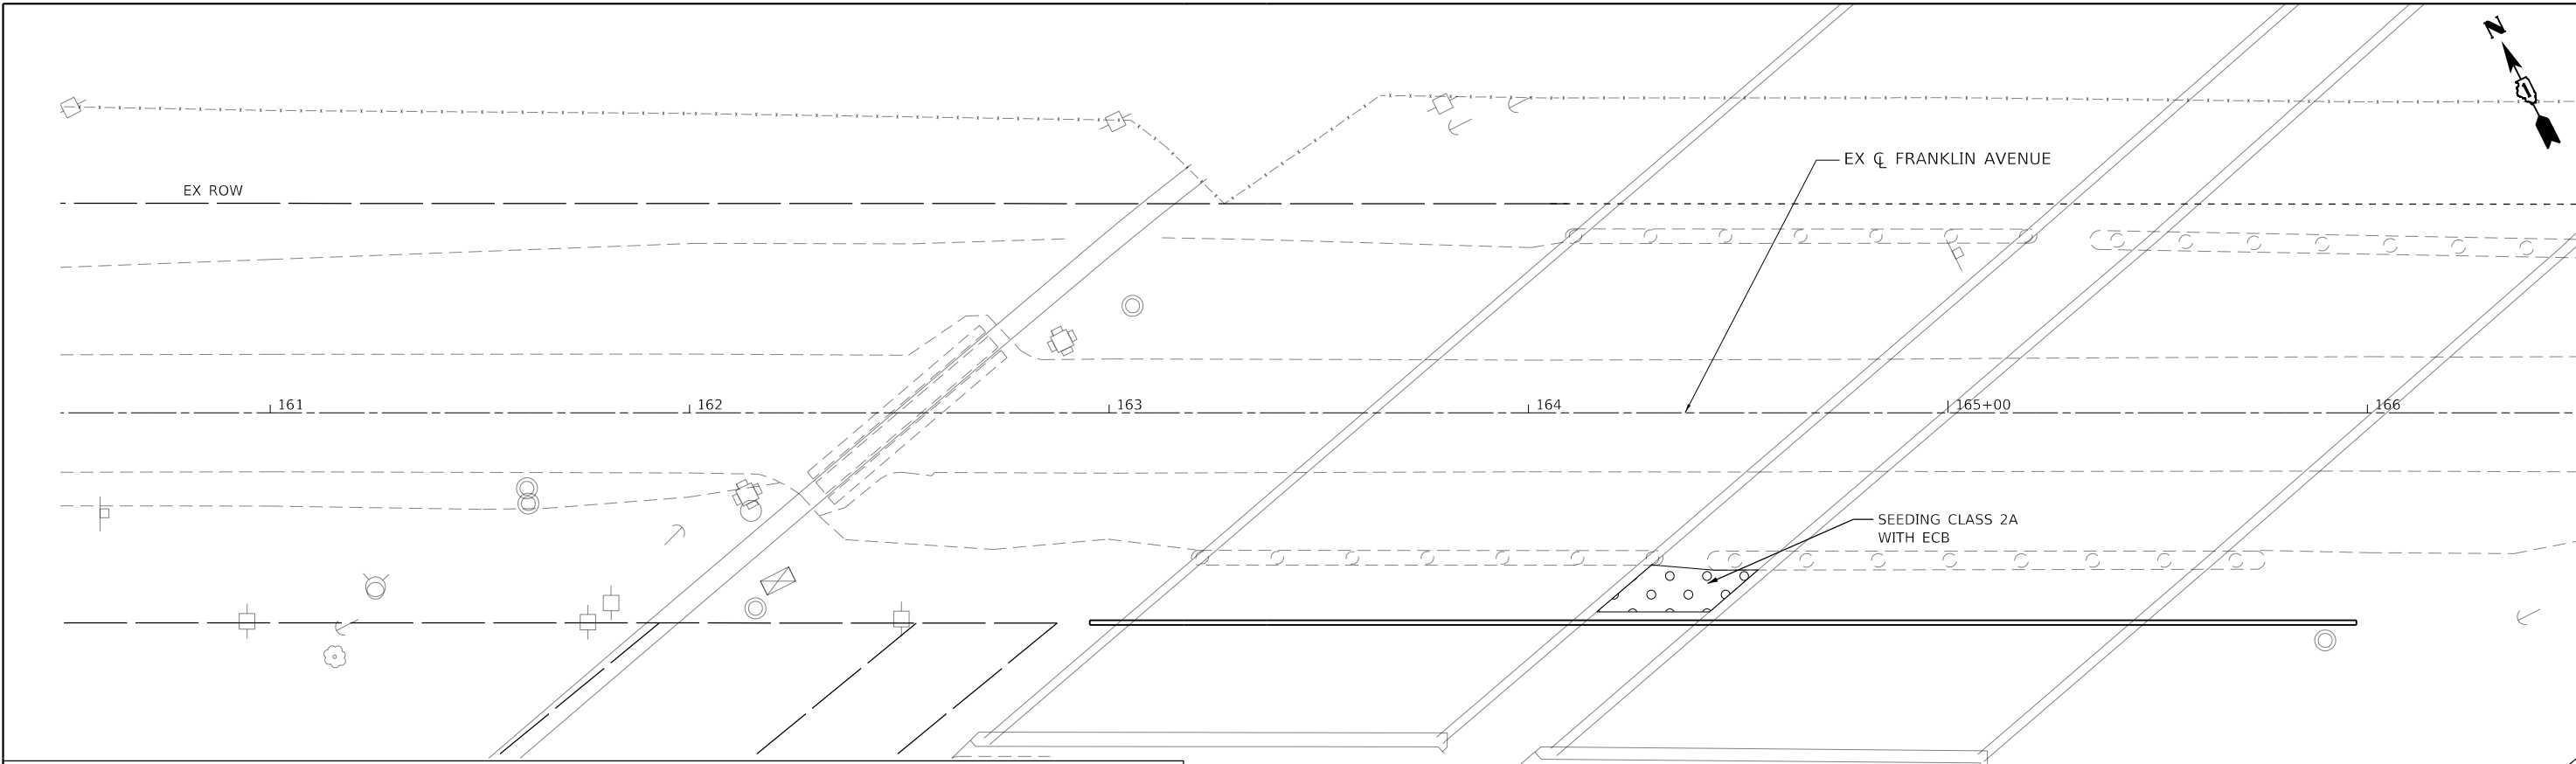 N
EX ROW
EX ℄ FRANKLIN AVENUE
161
162
163
164
165+00
166
SEEDING CLASS 2A
WITH ECB